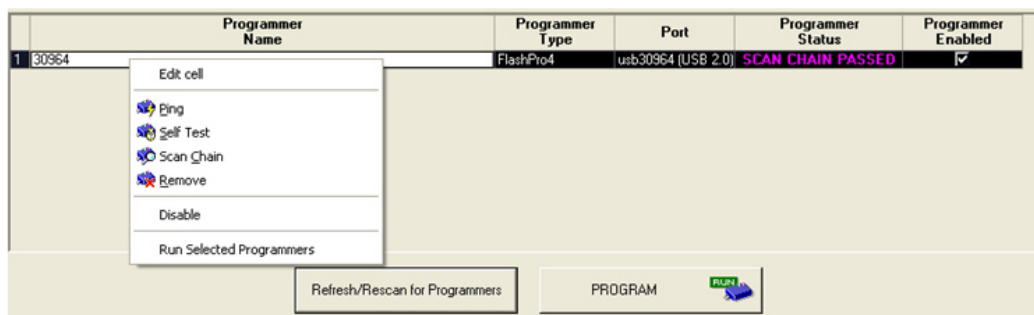 Programmer Name Programmer Type Port Programmer Status Programmer Enabled
1 30964 FlashPro4 usb30964 (USB 2.0) SCAN CHAIN PASSED
Edit cell
Ping
Self Test
Scan Chain
Remove
Disable
Run Selected Programmers
Refresh/Rescan for Programmers PROGRAM RUN